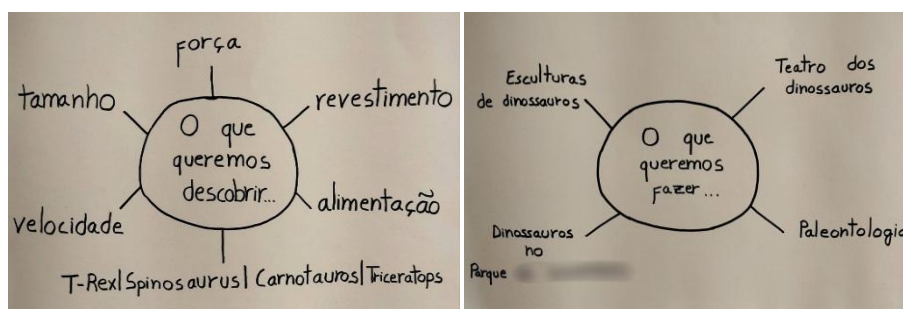 Força
tamanho
revestimento
O que
queremos
descobrir...
velocidade
alimentação
T-Rex|Spinosaurus|Carnotauros|Triceratops
Esculturas
de dinossauros
Teatro dos
dinossauros
O que
queremos
fazer...
Dinossauros
no
Parque
Paleontologia